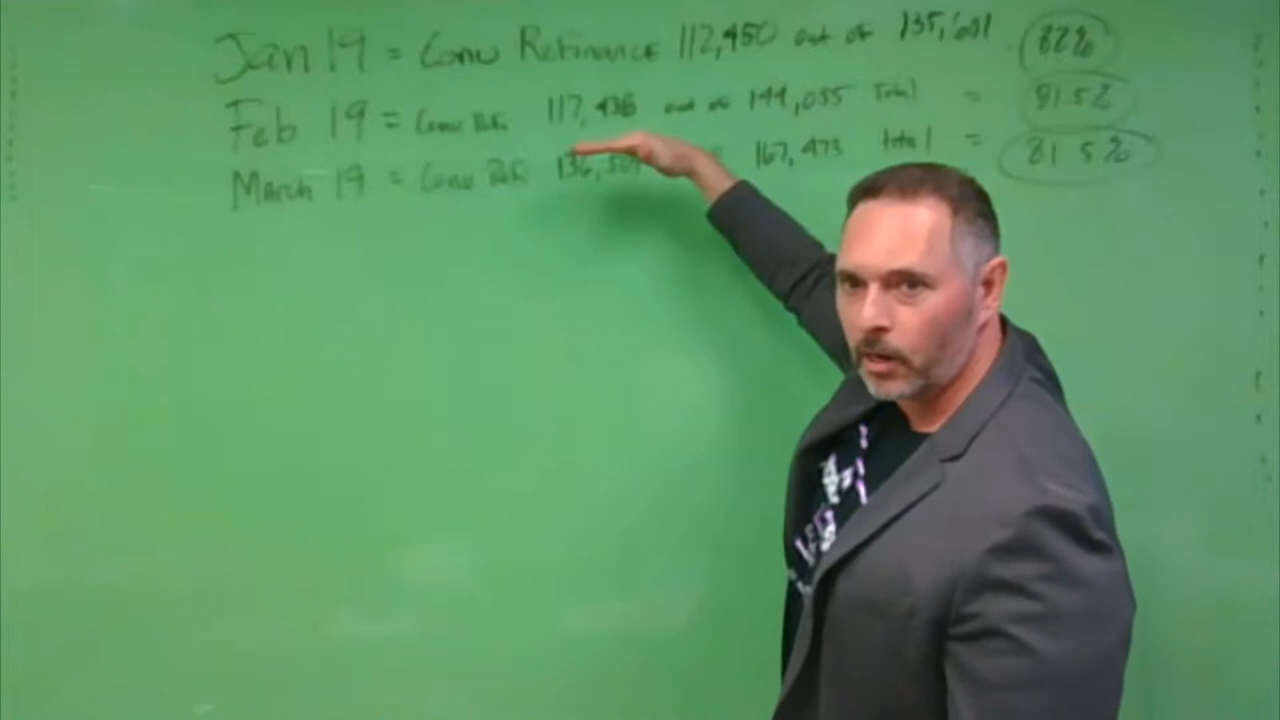 Jan 19 = Conv Refinance 112,450 out of 135, 82%
Feb 19 = Conv Refi 117,436 out of 144,055 Total = 81.5%
March 19 = Conv Refi 167,473 total = 81.5%